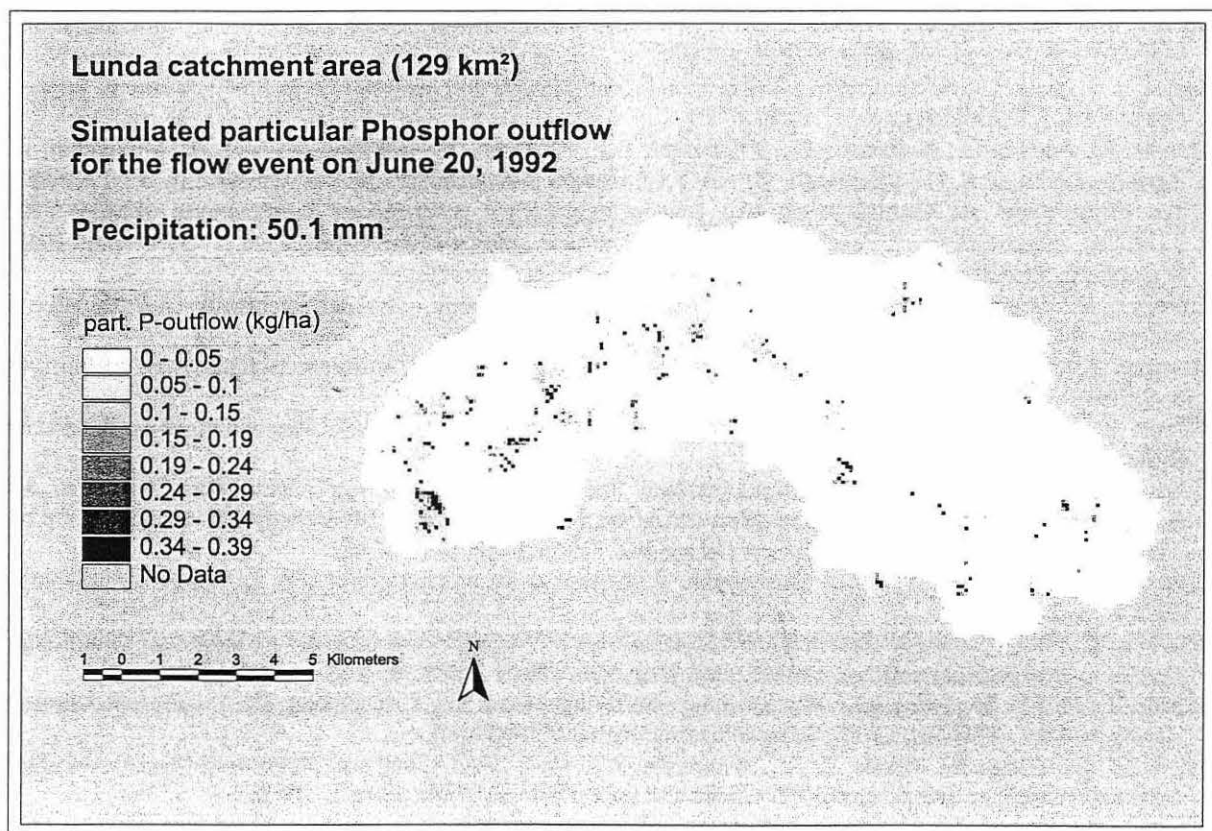 Lunda catchment area (129 km²)
Simulated particular Phosphor outflow
for the flow event on June 20, 1992
Precipitation: 50.1 mm
part. P-outflow (kg/ha)
0 - 0.05
0.05 - 0.1
0.1 - 0.15
0.15 - 0.19
0.19 - 0.24
0.24 - 0.29
0.29 - 0.34
0.34 - 0.39
No Data
1 0 1 2 3 4 5 Kilometers
N